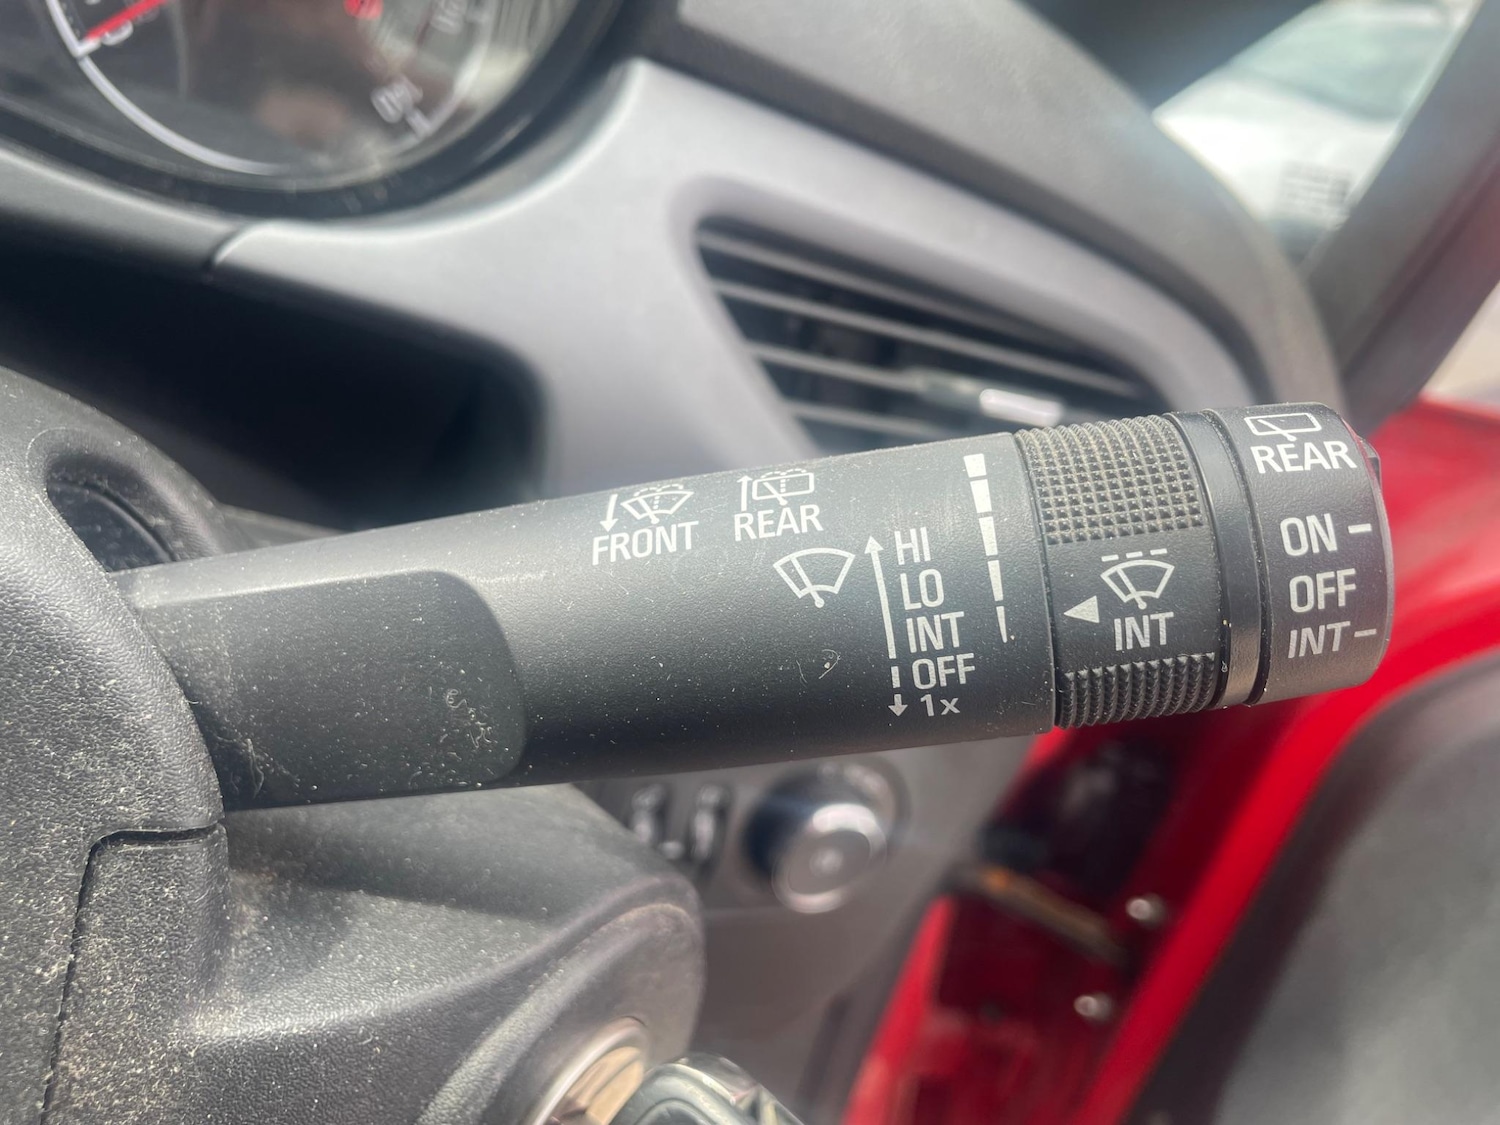 FRONT
REAR
HI
LO
INT
OFF
1x
INT
REAR
ON
OFF
INT